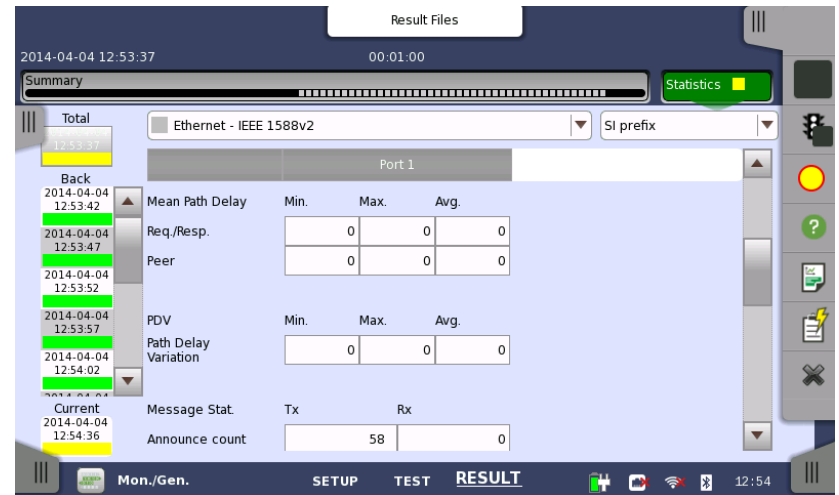 Result Files
2014-04-04 12:53:37 00:01:00
Summary
Statistics
Total
12:53:37
Ethernet - IEEE 1588v2
SI prefix
Port 1
Back
2014-04-04
12:53:42
2014-04-04
12:53:47
2014-04-04
12:53:52
2014-04-04
12:53:57
2014-04-04
12:54:02
Current
2014-04-04
12:54:36
Mean Path Delay Min. Max. Avg.
Req./Resp. 0 0 0
Peer 0 0 0
PDV Min. Max. Avg.
Path Delay
Variation 0 0 0
Message Stat. Tx Rx
Announce count 58 0
?
Mon./Gen. SETUP TEST RESULT 12:54